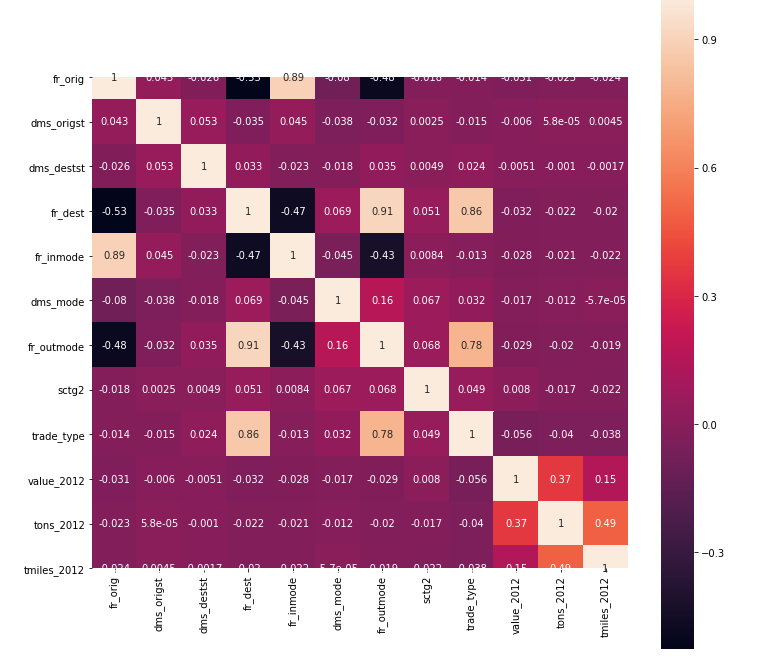 0.9
fr_orig 1 0.043 -0.026 -0.53 0.89 -0.08 -0.48 -0.018 -0.014 -0.031 -0.023 -0.024
dms_origst 0.043 1 0.053 -0.035 0.045 -0.038 -0.032 0.0025 -0.015 -0.006 5.8e-05 0.0045
dms_destst -0.026 0.053 1 0.033 -0.023 -0.018 0.035 0.0049 0.024 -0.0051 -0.001 -0.0017
0.6
fr_dest -0.53 -0.035 0.033 1 -0.47 0.069 0.91 0.051 0.86 -0.032 -0.022 -0.02
fr_inmode 0.89 0.045 -0.023 -0.47 1 -0.045 -0.43 0.0084 -0.013 -0.028 -0.021 -0.022
0.3
dms_mode -0.08 -0.038 -0.018 0.069 -0.045 1 0.16 0.067 0.032 -0.017 -0.012 -5.7e-05
fr_outmode -0.48 -0.032 0.035 0.91 -0.43 0.16 1 0.068 0.78 -0.029 -0.02 -0.019
sctg2 -0.018 0.0025 0.0049 0.051 0.0084 0.067 0.068 1 0.049 0.008 -0.017 -0.022
0.0
trade_type -0.014 -0.015 0.024 0.86 -0.013 0.032 0.78 0.049 1 -0.056 -0.04 -0.038
value_2012 -0.031 -0.006 -0.0051 -0.032 -0.028 -0.017 -0.029 0.008 -0.056 1 0.37 0.15
tons_2012 -0.023 5.8e-05 -0.001 -0.022 -0.021 -0.012 -0.02 -0.017 -0.04 0.37 1 0.49
−0.3
tmiles_2012 -0.024 0.0045 -0.0017 -0.02 -0.022 -5.7e-05 -0.019 -0.022 -0.038 0.15 0.49 1
fr_orig dms_origst dms_destst fr_dest fr_inmode dms_mode fr_outmode sctg2 trade_type value_2012 tons_2012 tmiles_2012